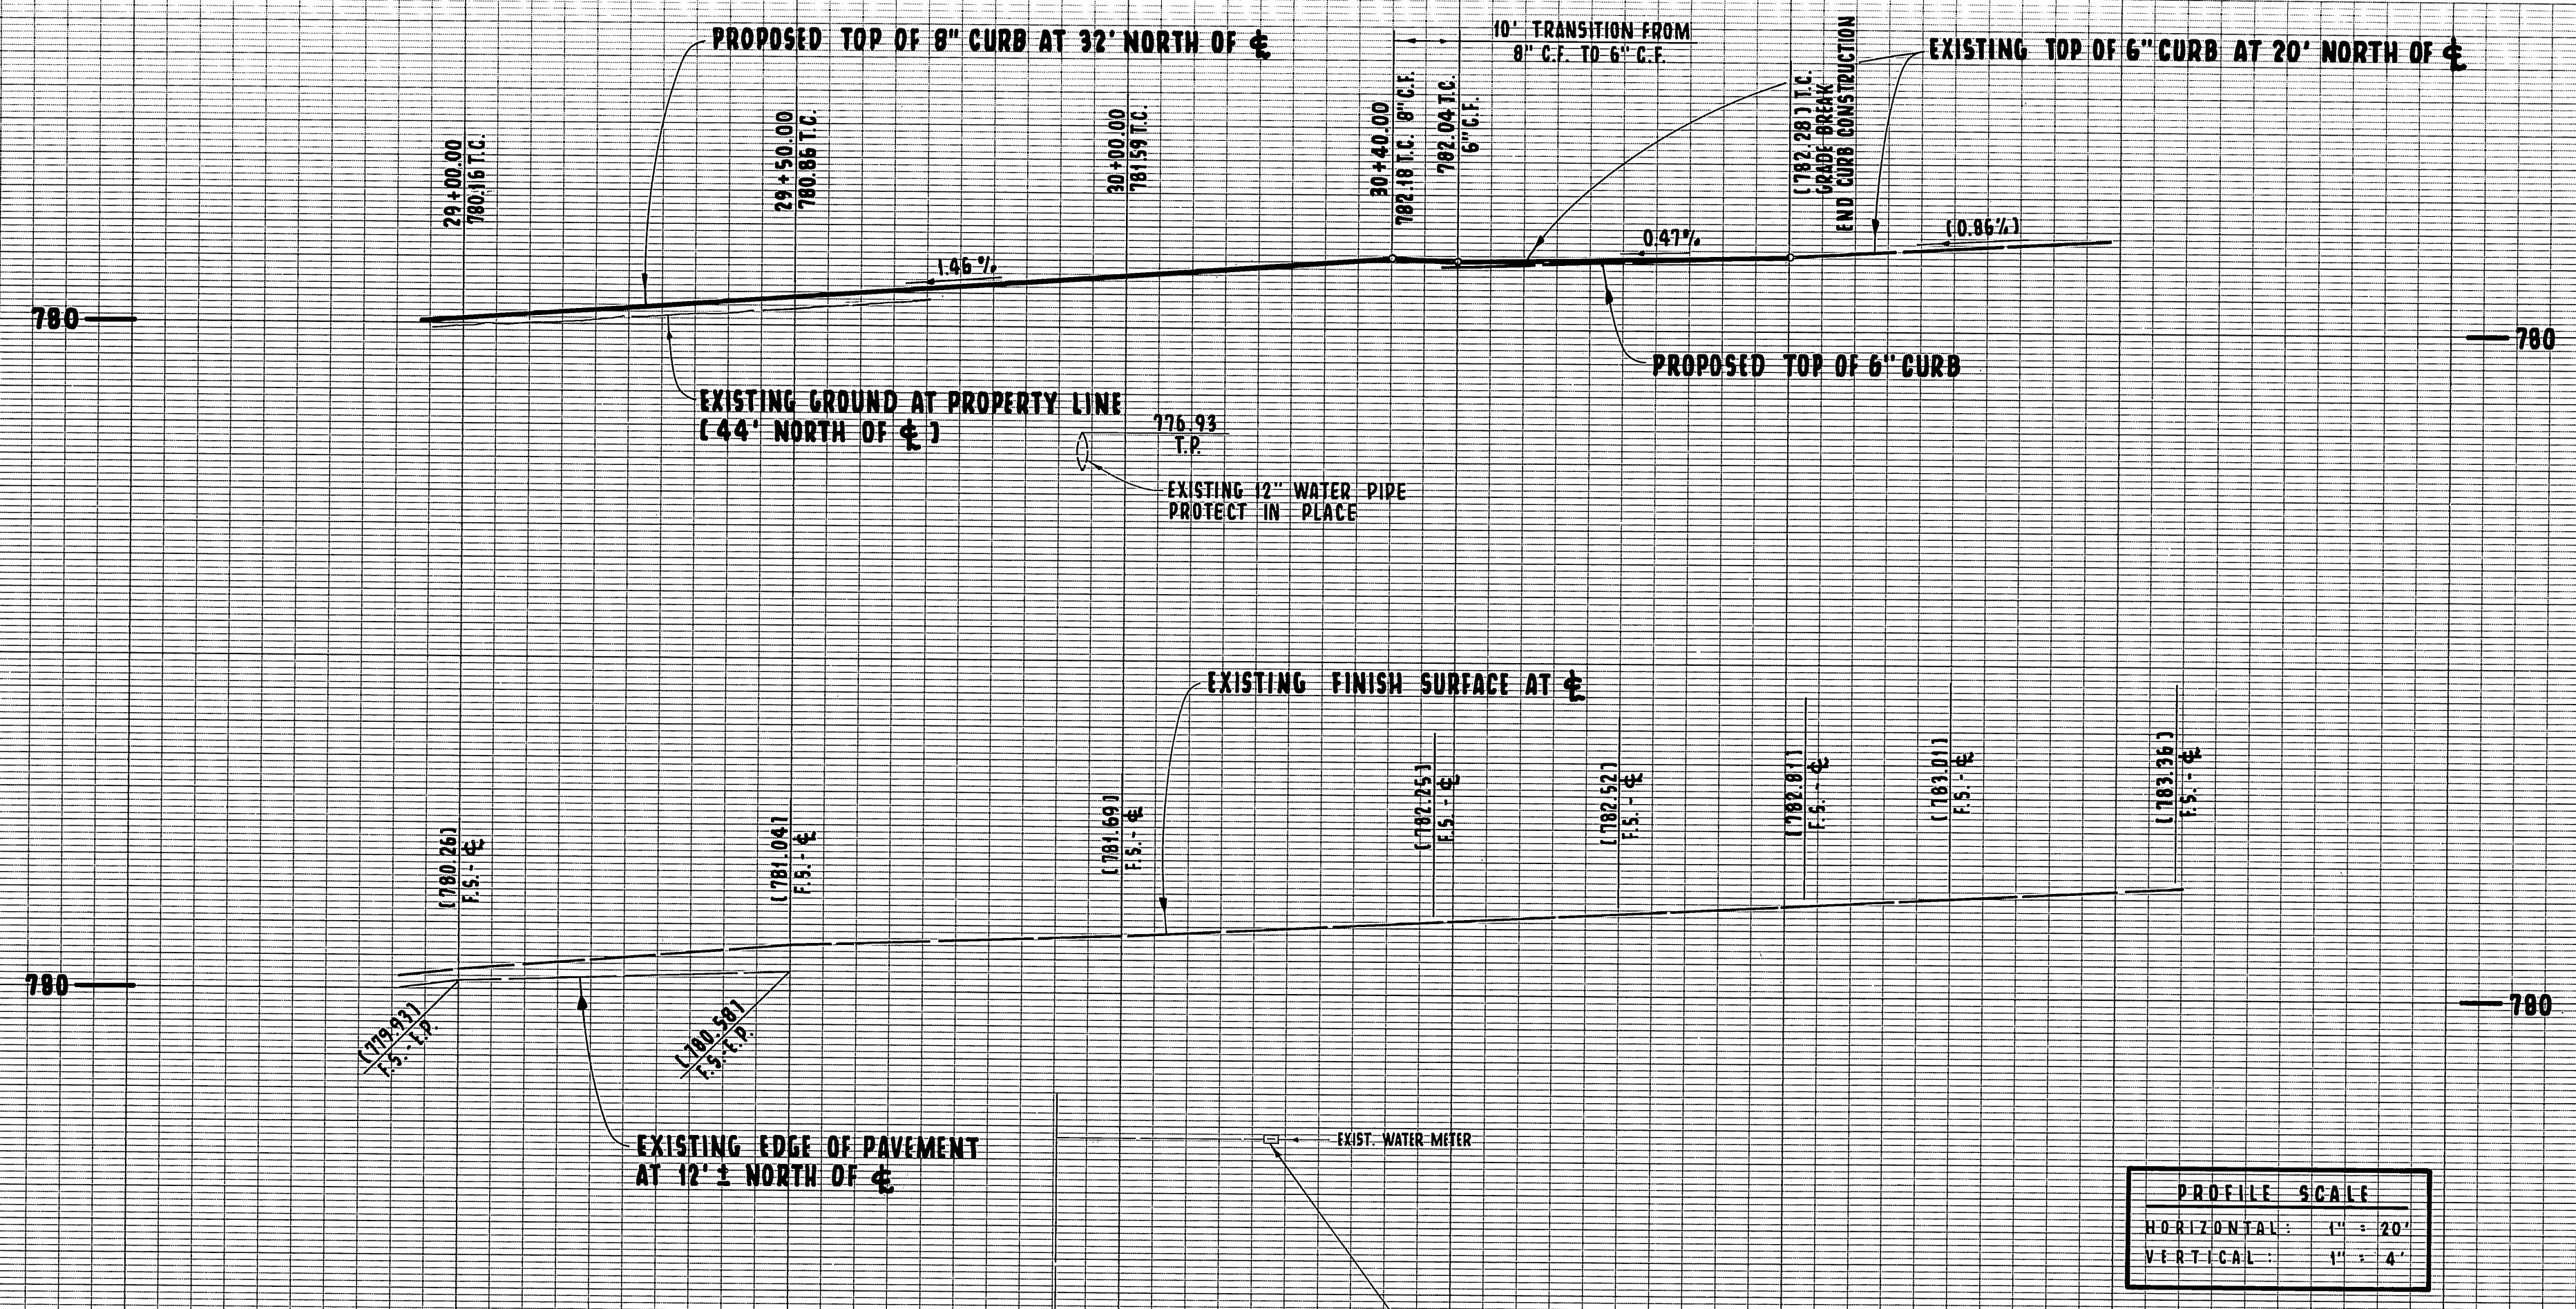 PROPOSED TOP OF 8" CURB AT 32' NORTH OF ℄
10' TRANSITION FROM
8" C.F. TO 6" C.F.
EXISTING TOP OF 6" CURB AT 20' NORTH OF ℄
29+00.00
780.16 T.C.
29+50.00
780.86 T.C.
30+00.00
781.59 T.C.
30+40.00
782.18 T.C. 8" C.F.
782.04 T.C.
6" C.F.
(782.28) T.C.
GRADE BREAK
END CURB CONSTRUCTION
1.46%
0.47%
(0.86%)
780
780
PROPOSED TOP OF 6" CURB
EXISTING GROUND AT PROPERTY LINE
(44' NORTH OF ℄)
776.93
T.P.
EXISTING 12" WATER PIPE
PROTECT IN PLACE
EXISTING FINISH SURFACE AT ℄
(780.26)
F.S.-℄
(781.04)
F.S.-℄
(781.69)
F.S.-℄
(782.25)
F.S.-℄
(782.52)
F.S.-℄
(782.81)
F.S.-℄
(783.01)
F.S.-℄
(783.36)
F.S.-℄
780
780
(779.93)
F.S.-E.P.
(780.58)
F.S.-E.P.
EXISTING EDGE OF PAVEMENT
AT 12' ± NORTH OF ℄
EXIST. WATER METER
PROFILE SCALE
HORIZONTAL: 1" = 20'
VERTICAL: 1" = 4'